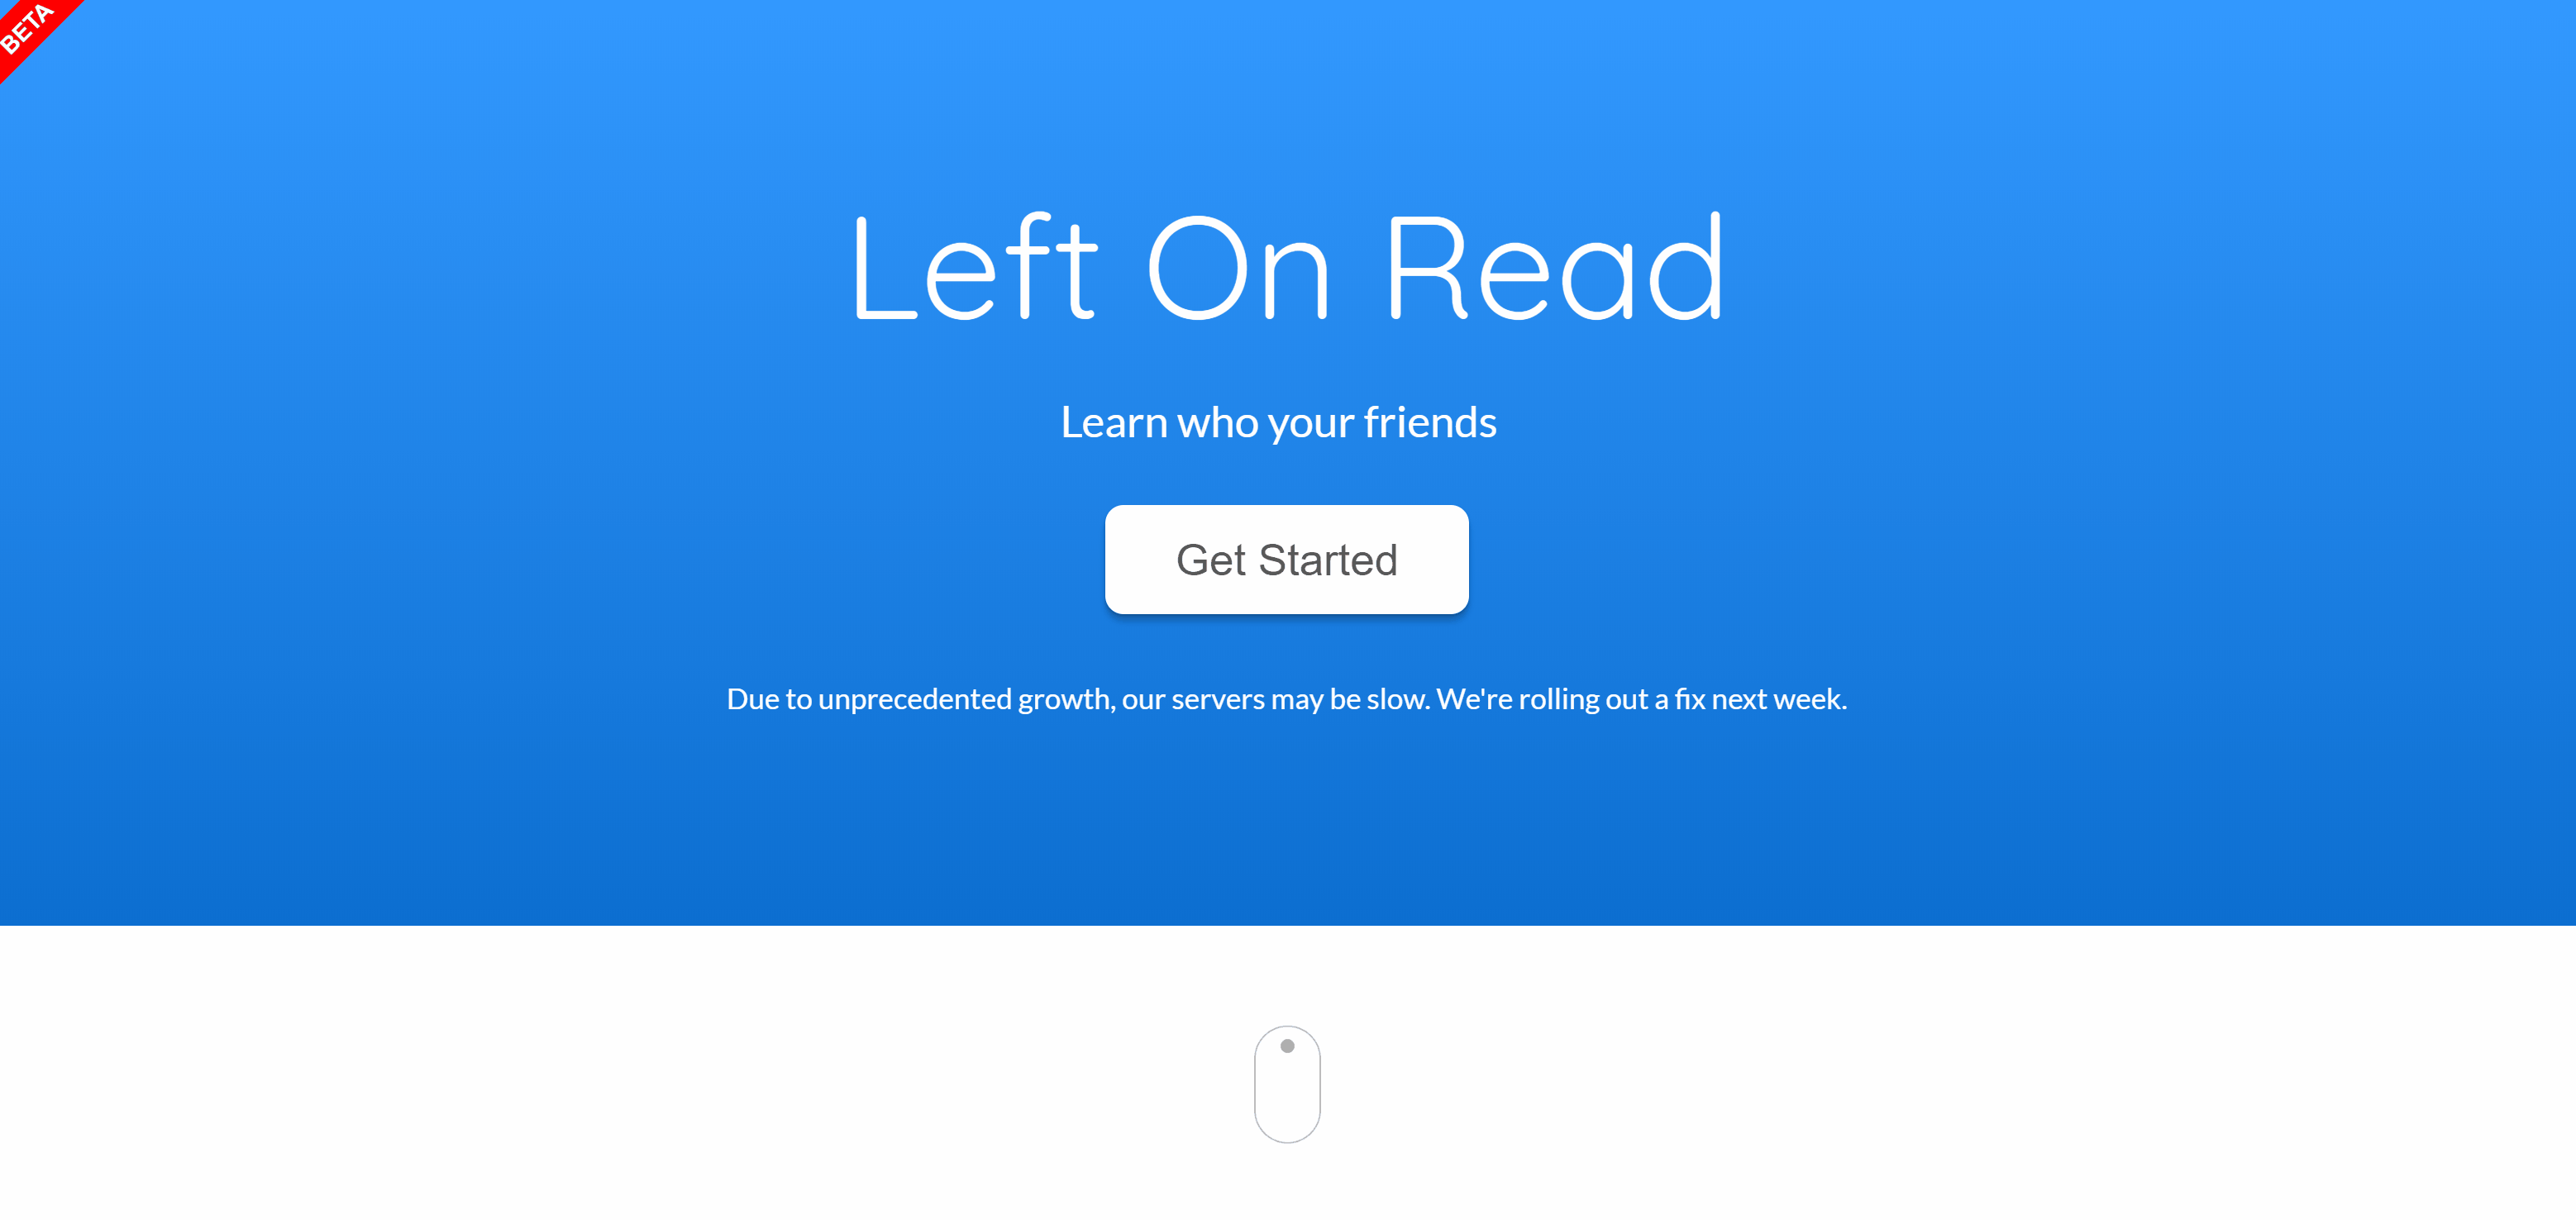 BETA
Left On Read
Learn who your friends
Get Started
Due to unprecedented growth, our servers may be slow. We're rolling out a fix next week.